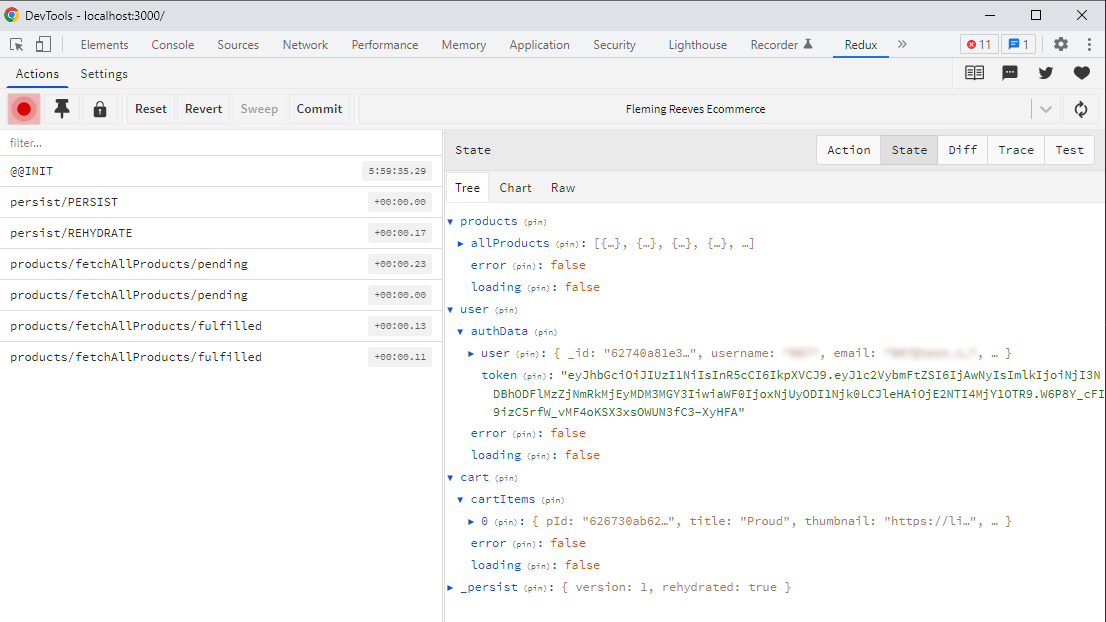 DevTools - localhost:3000/
Elements Console Sources Network Performance Memory Application Security Lighthouse Recorder Redux » 11 1
Actions Settings
Reset Revert Sweep Commit Fleming Reeves Ecommerce
filter...
@@INIT 5:59:35.29
persist/PERSIST +00:00.00
persist/REHYDRATE +00:00.17
products/fetchAllProducts/pending +00:00.23
products/fetchAllProducts/pending +00:00.00
products/fetchAllProducts/fulfilled +00:00.13
products/fetchAllProducts/fulfilled +00:00.11
State Action State Diff Trace Test
Tree Chart Raw
products (pin)
allProducts (pin): [{…}, {…}, {…}, {…}, …]
error (pin): false
loading (pin): false
user (pin)
authData (pin)
user (pin): { _id: "62740a81e3…", username: , email: , … }
token (pin): "eyJhbGciOiJIUzI1NiIsInR5cCI6IkpXVCJ9.eyJ1c2VybmFtZSI6IjAwNyIsImlkIjoiNjI3N
DBhODFlMzZjNmRkMjEyMDM3MGY3IiwiaWF0IjoxNjUyODI1Njk0LCJleHAiOjE2NTI4MjY1OTR9.W6P8Y_cFI
9izC5rfW_vMF4oKSX3xsOWUN3fC3-XyHFA"
error (pin): false
loading (pin): false
cart (pin)
cartItems (pin)
0 (pin): { pId: "626730ab62…", title: "Proud", thumbnail: "https://li…", … }
error (pin): false
loading (pin): false
_persist (pin): { version: 1, rehydrated: true }